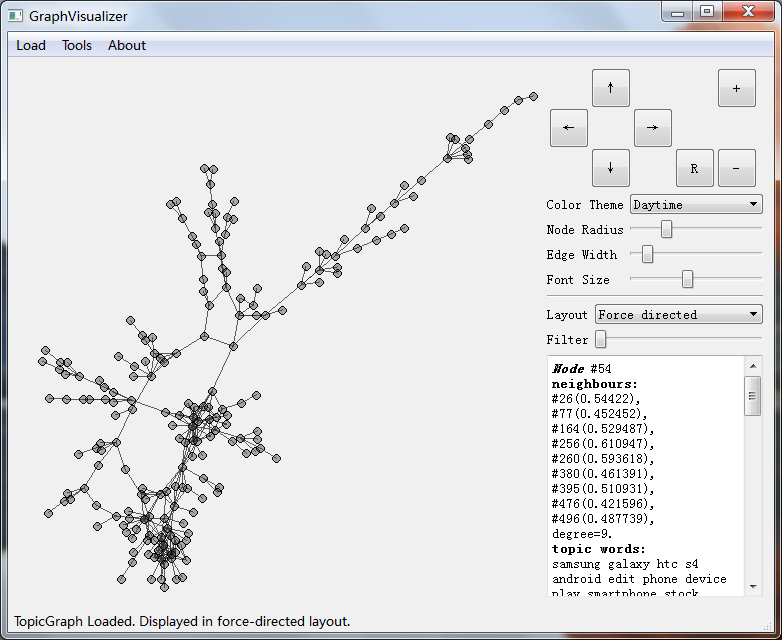 GraphVisualizer
Load Tools About
↑ +
← →
↓ R -
Color Theme Daytime
Node Radius
Edge Width
Font Size
Layout Force directed
Filter
Node #54
neighbours:
#26(0.54422),
#77(0.452452),
#164(0.529487),
#256(0.610947),
#260(0.593618),
#380(0.461391),
#395(0.510931),
#476(0.421596),
#496(0.487739),
degree=9.
topic words:
samsung galaxy htc s4
android edit phone device
play smartphone stock
TopicGraph Loaded. Displayed in force-directed layout.